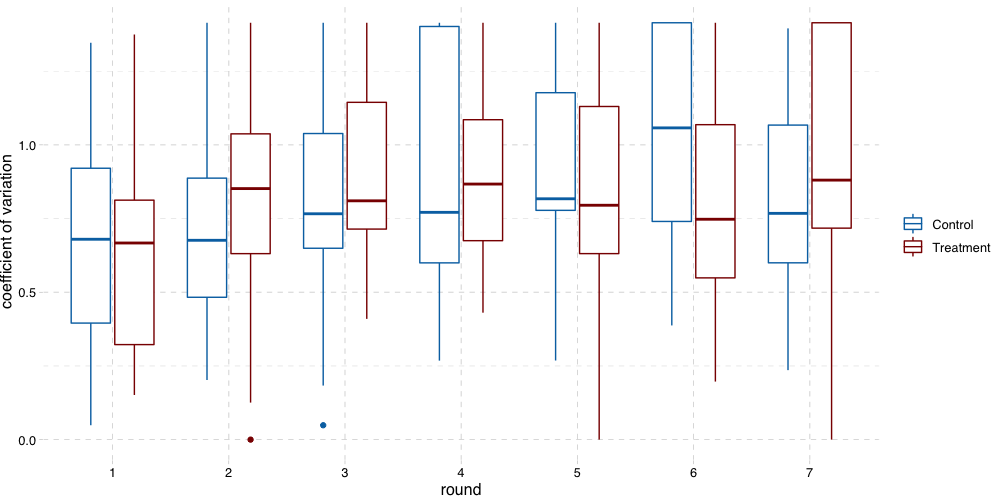 coefficient of variation
1.0
0.5
0.0
1 2 3 4 5 6 7
round
Control
Treatment